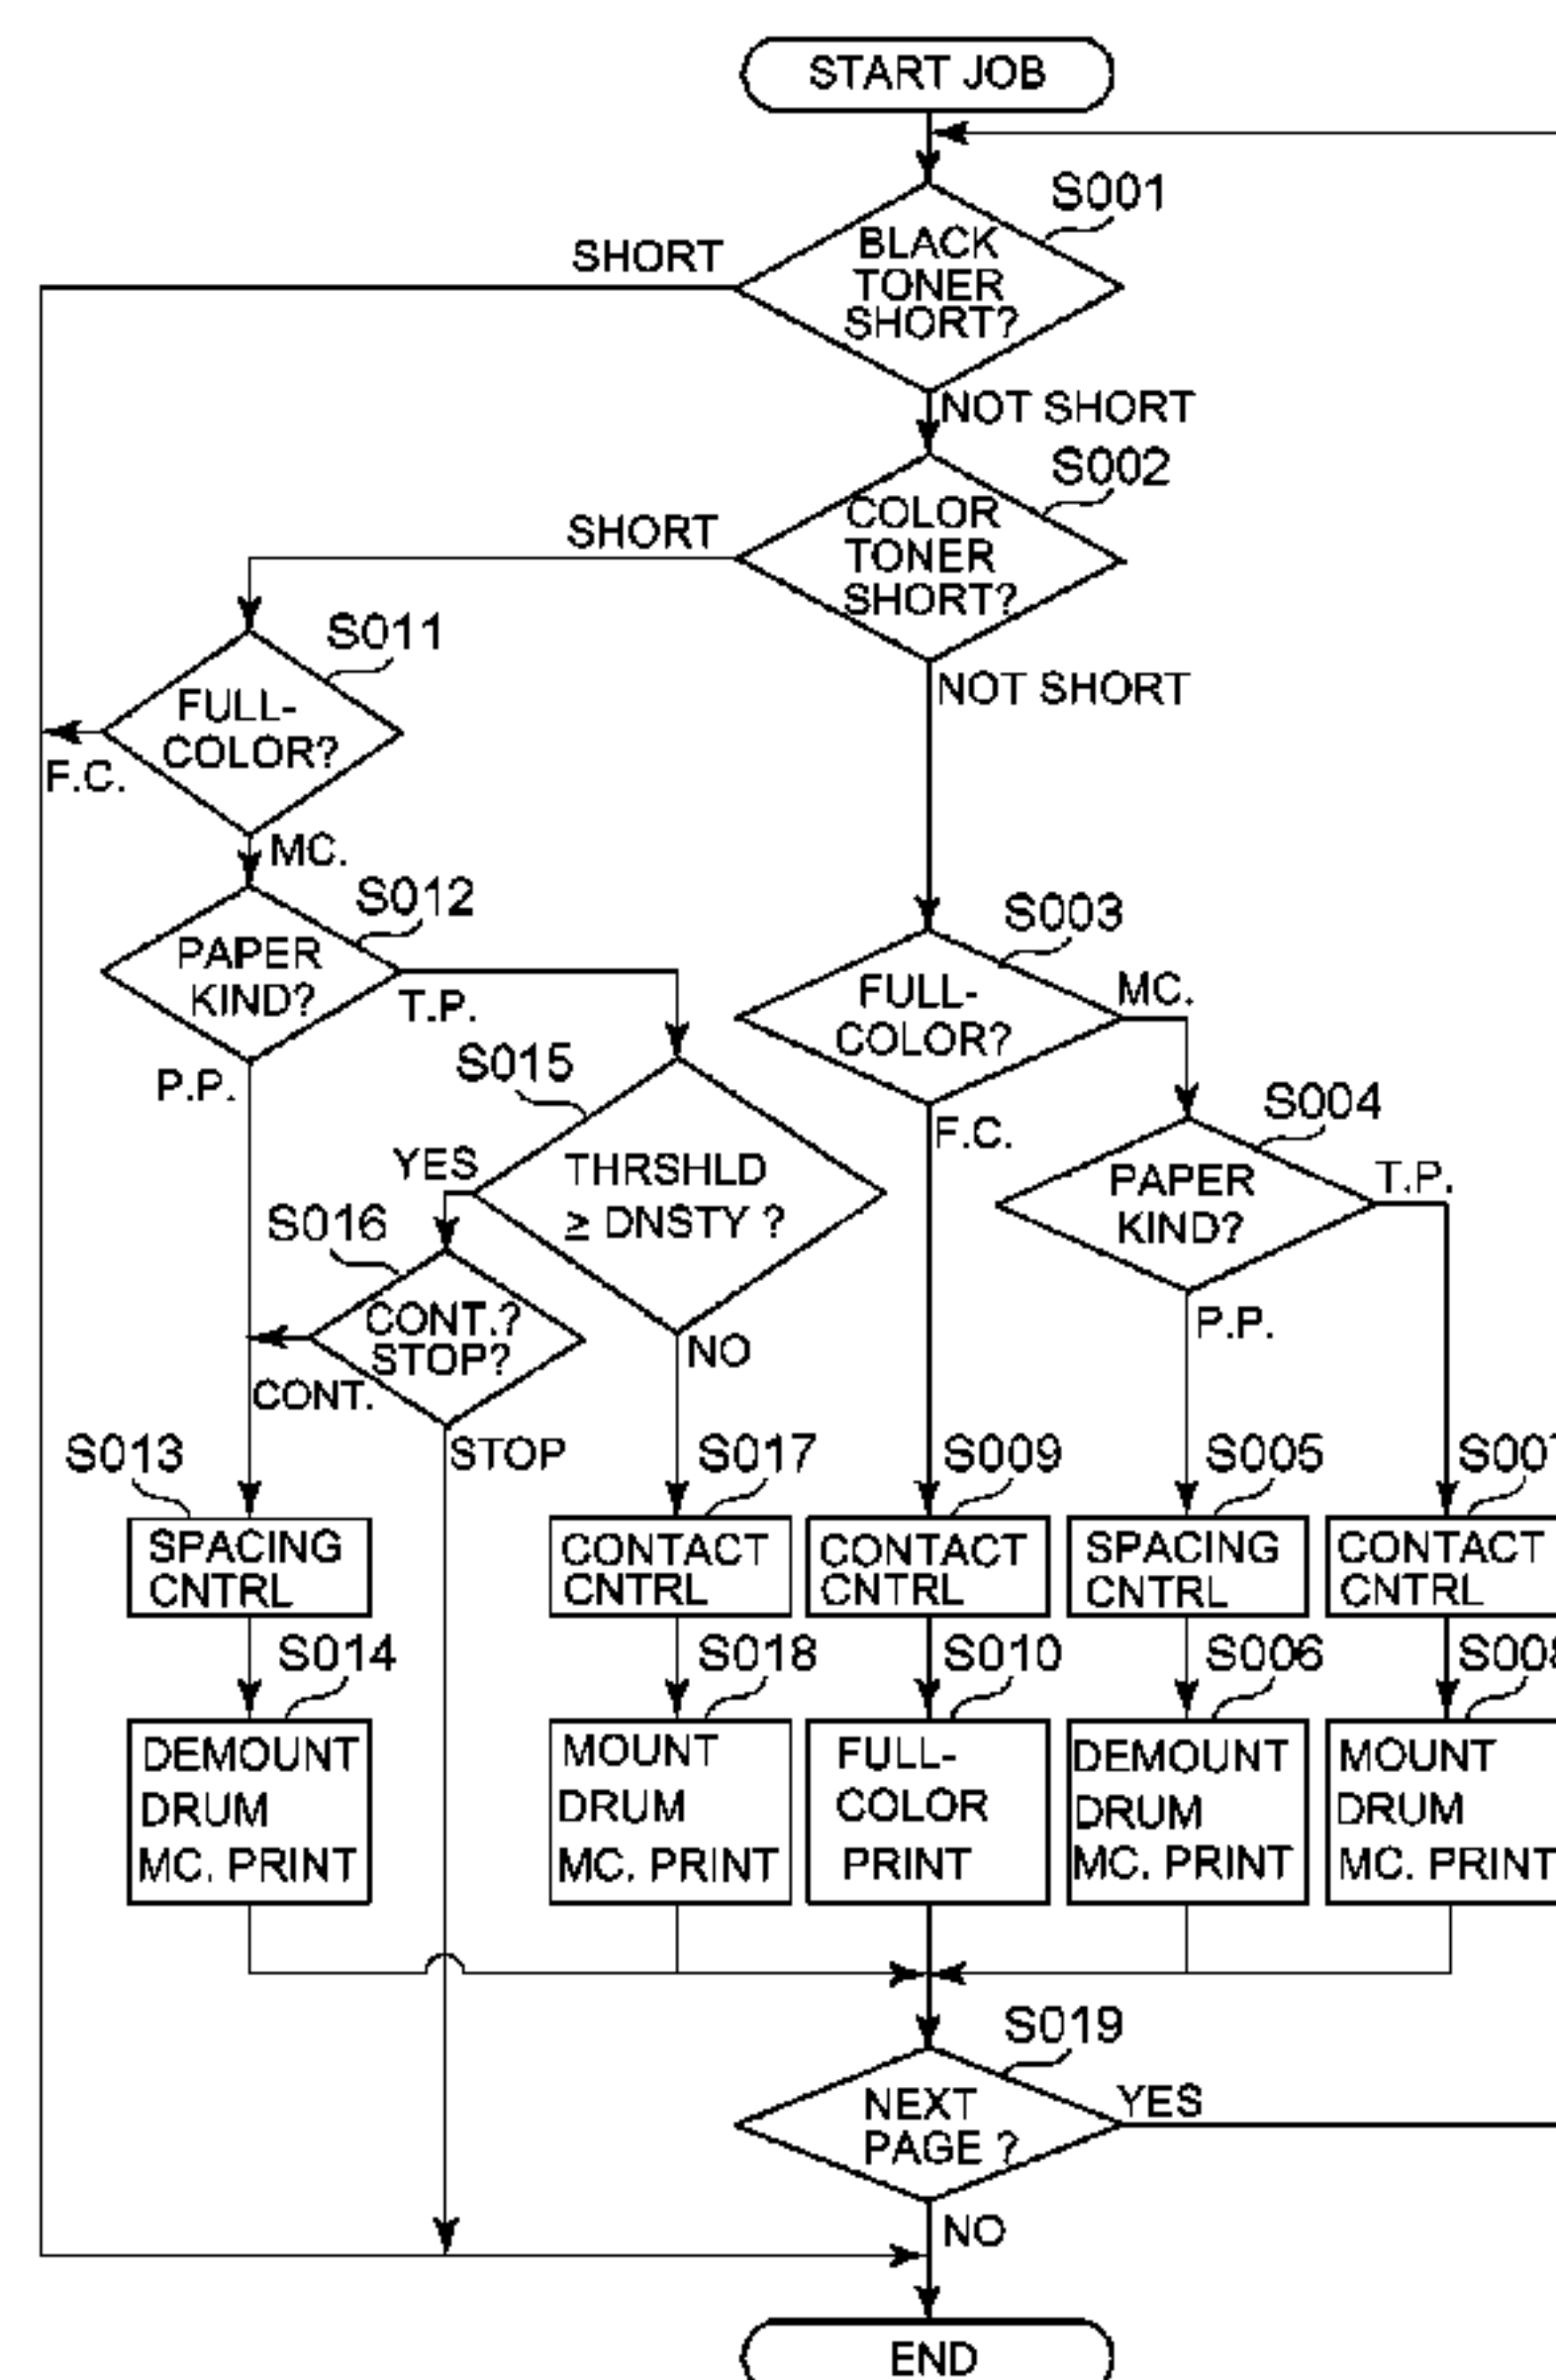 START JOB
S001
BLACK
TONER
SHORT?
SHORT
NOT SHORT
S002
COLOR
TONER
SHORT?
SHORT
NOT SHORT
S011
FULL-
COLOR?
F.C.
MC.
S012
PAPER
KIND?
T.P.
P.P.
S003
FULL-
COLOR?
MC.
F.C.
S015
THRSHLD
≥ DNSTY ?
YES
NO
S004
PAPER
KIND?
T.P.
P.P.
S016
CONT.?
STOP?
CONT.
STOP
S013
SPACING
CNTRL
S017
CONTACT
CNTRL
S009
CONTACT
CNTRL
S005
SPACING
CNTRL
S007
CONTACT
CNTRL
S014
DEMOUNT
DRUM
MC. PRINT
S018
MOUNT
DRUM
MC. PRINT
S010
FULL-
COLOR
PRINT
S006
DEMOUNT
DRUM
MC. PRINT
S008
MOUNT
DRUM
MC. PRINT
S019
NEXT
PAGE ?
YES
NO
END